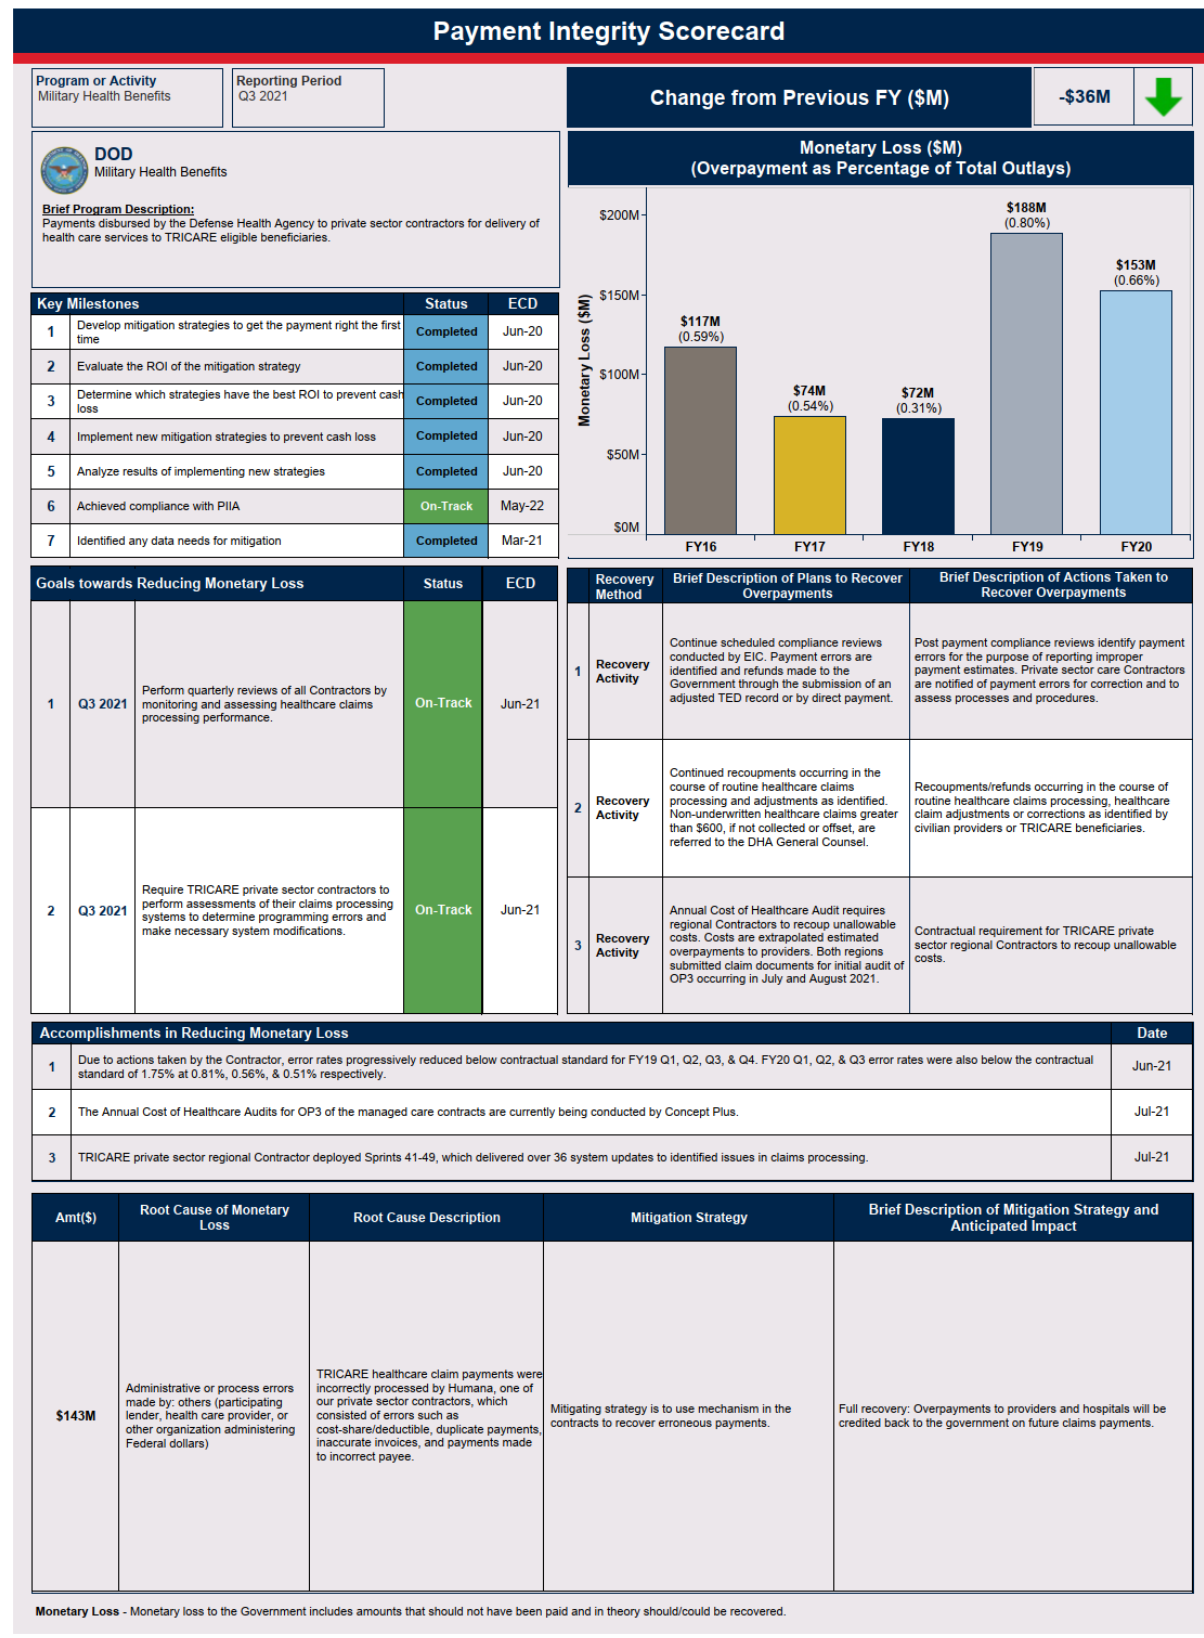 Payment Integrity Scorecard
Program or Activity
Military Health Benefits
Reporting Period
Q3 2021
Change from Previous FY ($M)
-$36M
DOD
Military Health Benefits
Brief Program Description:
Payments disbursed by the Defense Health Agency to private sector contractors for delivery of
health care services to TRICARE eligible beneficiaries.
Monetary Loss ($M)
(Overpayment as Percentage of Total Outlays)
Monetary Loss ($M)
$200M
$150M
$100M
$50M
$0M
$117M
(0.59%)
$74M
(0.54%)
$72M
(0.31%)
$188M
(0.80%)
$153M
(0.66%)
FY16 FY17 FY18 FY19 FY20
Key Milestones Status ECD
1 Develop mitigation strategies to get the payment right the first
time Completed Jun-20
2 Evaluate the ROI of the mitigation strategy Completed Jun-20
3 Determine which strategies have the best ROI to prevent cash
loss Completed Jun-20
4 Implement new mitigation strategies to prevent cash loss Completed Jun-20
5 Analyze results of implementing new strategies Completed Jun-20
6 Achieved compliance with PIIA On-Track May-22
7 Identified any data needs for mitigation Completed Mar-21
Goals towards Reducing Monetary Loss Status ECD
1 Q3 2021
Perform quarterly reviews of all Contractors by
monitoring and assessing healthcare claims
processing performance.
On-Track Jun-21
2 Q3 2021
Require TRICARE private sector contractors to
perform assessments of their claims processing
systems to determine programming errors and
make necessary system modifications.
On-Track Jun-21
Recovery
Method
Brief Description of Plans to Recover
Overpayments
Brief Description of Actions Taken to
Recover Overpayments
1
Recovery
Activity
Continue scheduled compliance reviews
conducted by EIC. Payment errors are
identified and refunds made to the
Government through the submission of an
adjusted TED record or by direct payment.
Post payment compliance reviews identify payment
errors for the purpose of reporting improper
payment estimates. Private sector care Contractors
are notified of payment errors for correction and to
assess processes and procedures.
2
Recovery
Activity
Continued recoupments occurring in the
course of routine healthcare claims
processing and adjustments as identified.
Non-underwritten healthcare claims greater
than $600, if not collected or offset, are
referred to the DHA General Counsel.
Recoupments/refunds occurring in the course of
routine healthcare claims processing, healthcare
claim adjustments or corrections as identified by
civilian providers or TRICARE beneficiaries.
3
Recovery
Activity
Annual Cost of Healthcare Audit requires
regional Contractors to recoup unallowable
costs. Costs are extrapolated estimated
overpayments to providers. Both regions
submitted claim documents for initial audit of
OP3 occurring in July and August 2021.
Contractual requirement for TRICARE private
sector regional Contractors to recoup unallowable
costs.
Accomplishments in Reducing Monetary Loss Date
1 Due to actions taken by the Contractor, error rates progressively reduced below contractual standard for FY19 Q1, Q2, Q3, & Q4. FY20 Q1, Q2, & Q3 error rates were also below the contractual
standard of 1.75% at 0.81%, 0.56%, & 0.51% respectively. Jun-21
2 The Annual Cost of Healthcare Audits for OP3 of the managed care contracts are currently being conducted by Concept Plus. Jul-21
3 TRICARE private sector regional Contractor deployed Sprints 41-49, which delivered over 36 system updates to identified issues in claims processing. Jul-21
Amt($)
Root Cause of Monetary
Loss
Root Cause Description
Mitigation Strategy
Brief Description of Mitigation Strategy and
Anticipated Impact
$143M
Administrative or process errors
made by: others (participating
lender, health care provider, or
other organization administering
Federal dollars)
TRICARE healthcare claim payments were
incorrectly processed by Humana, one of
our private sector contractors, which
consisted of errors such as
cost-share/deductible, duplicate payments,
inaccurate invoices, and payments made
to incorrect payee.
Mitigating strategy is to use mechanism in the
contracts to recover erroneous payments.
Full recovery: Overpayments to providers and hospitals will be
credited back to the government on future claims payments.
Monetary Loss - Monetary loss to the Government includes amounts that should not have been paid and in theory should/could be recovered.